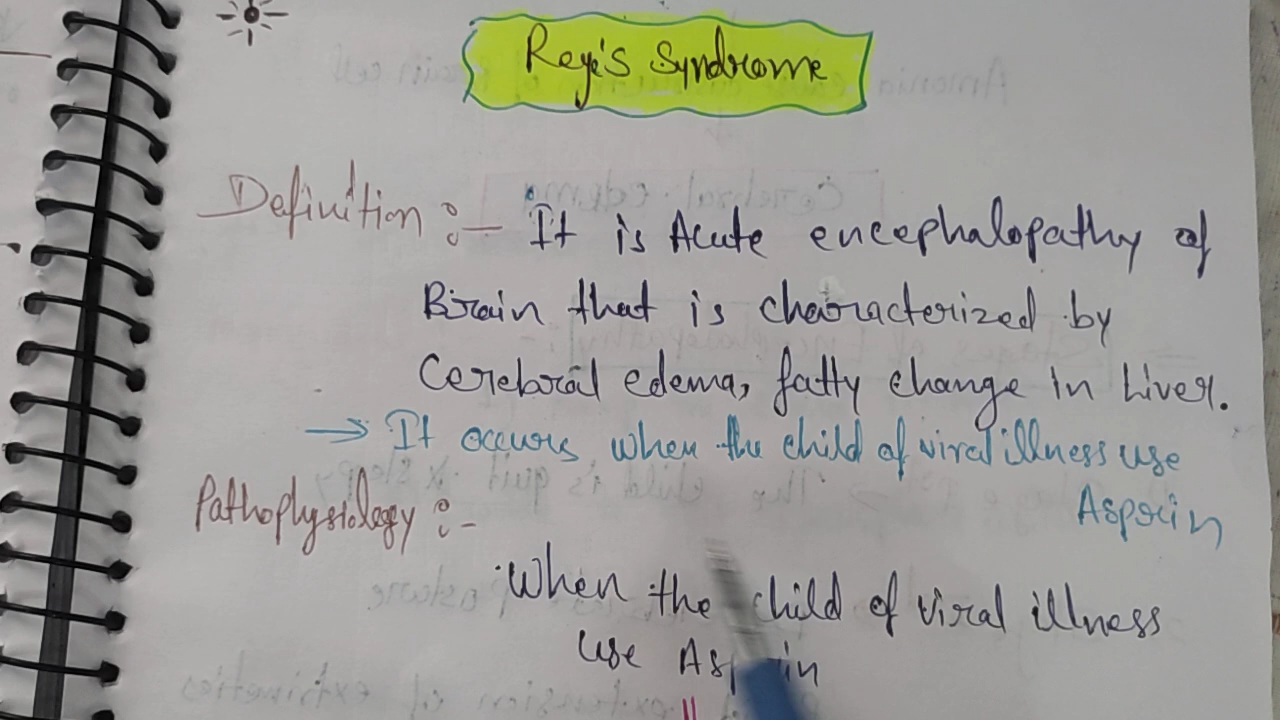 Reye's Syndrome
Definition :- It is Acute encephalopathy of
Brain that is characterized by
Cerebral edema, fatty change in Liver.
→ It occurs when the child of viral illness use
Asprin
Pathophysiology :-
When the child of viral illness
use Asprin